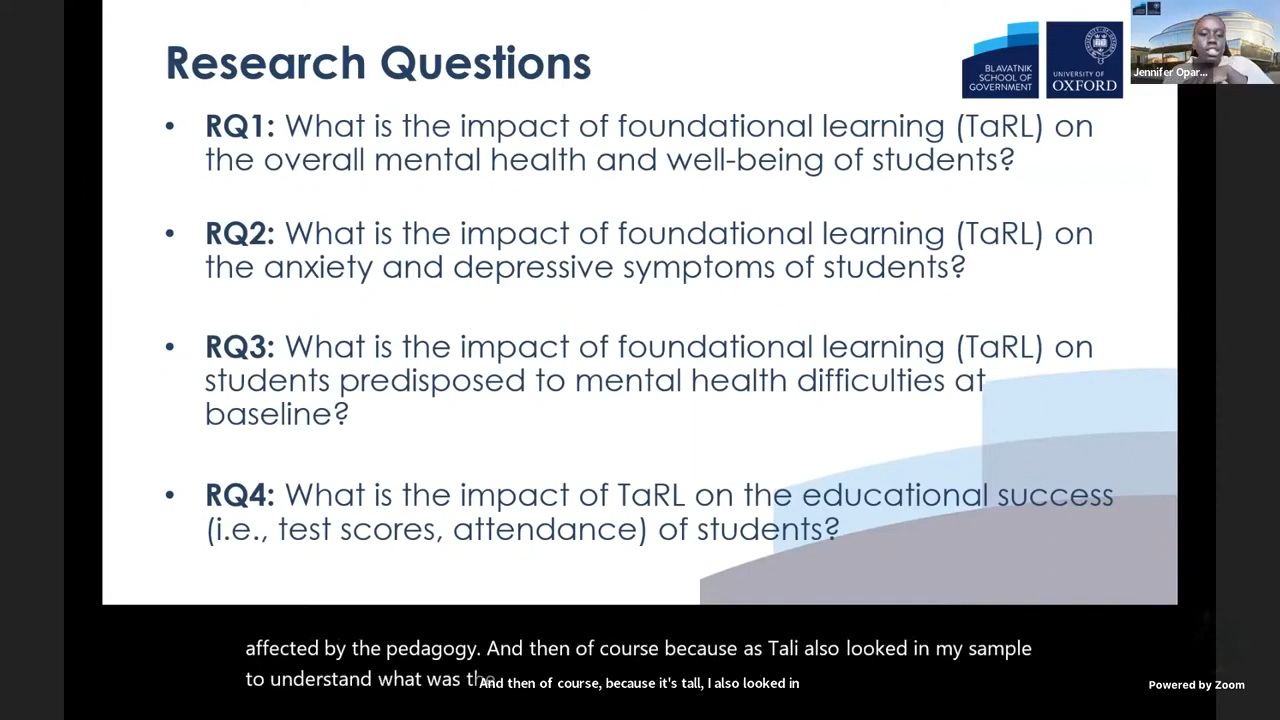 Research Questions
BLAVATNIK
SCHOOL OF
GOVERNMENT
UNIVERSITY OF
OXFORD
Jennifer Opar...
• RQ1: What is the impact of foundational learning (TaRL) on
the overall mental health and well-being of students?
• RQ2: What is the impact of foundational learning (TaRL) on
the anxiety and depressive symptoms of students?
• RQ3: What is the impact of foundational learning (TaRL) on
students predisposed to mental health difficulties at
baseline?
• RQ4: What is the impact of TaRL on the educational success
(i.e., test scores, attendance) of students?
affected by the pedagogy. And then of course because as Tali also looked in my sample
to understand what was the
And then of course, because it's tall, I also looked in
Powered by Zoom